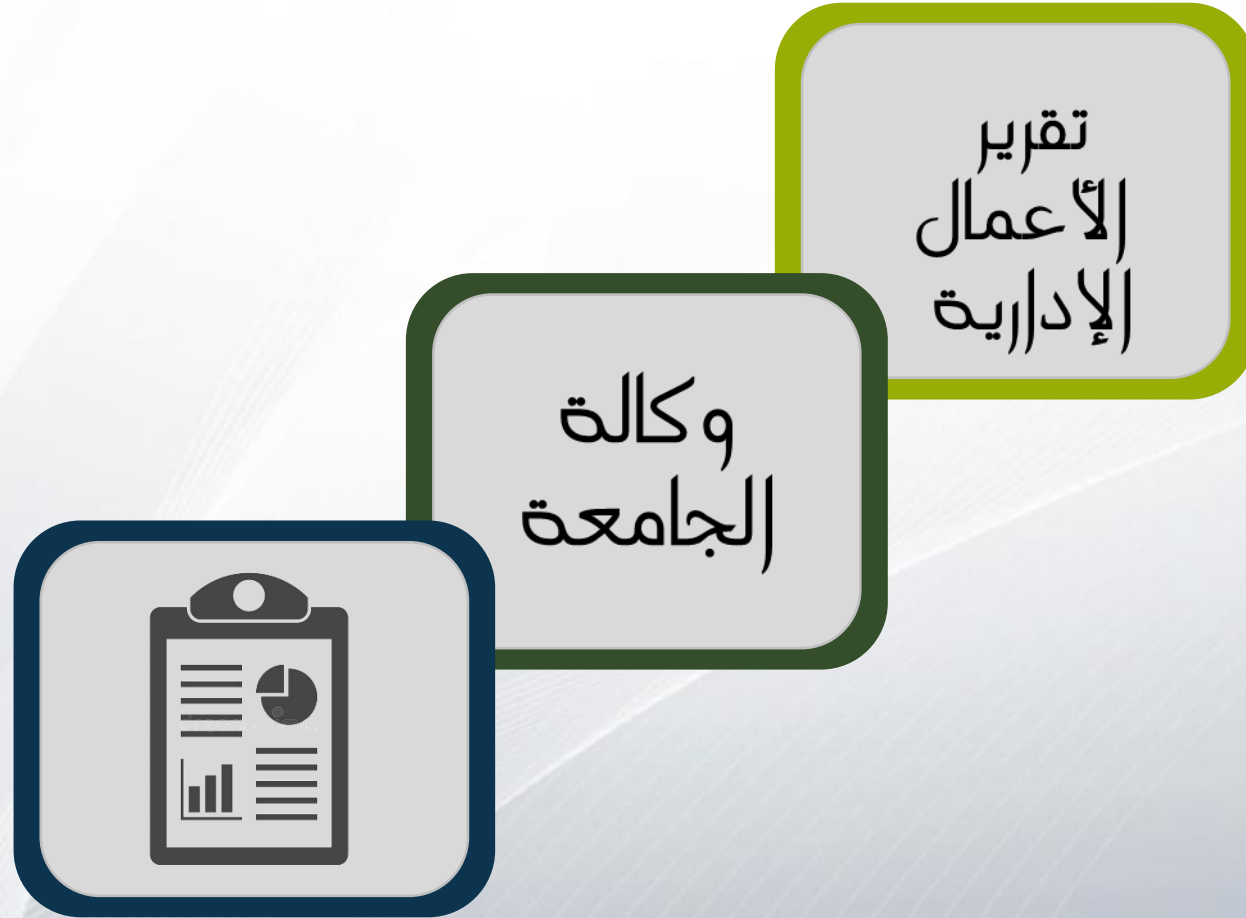 تقرير
الأعمال
الإدارية
وكالة
الجامعة